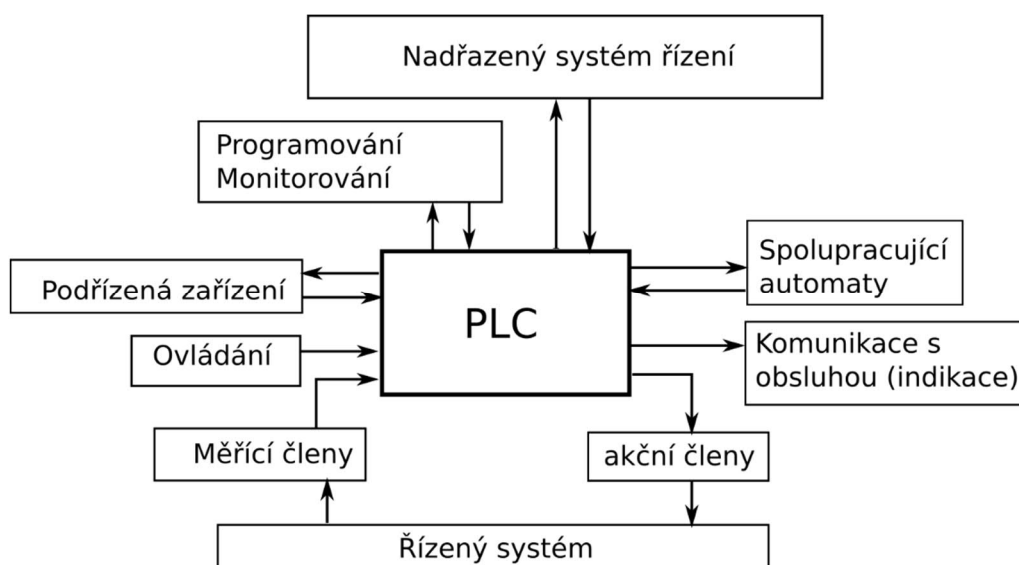 Nadřazený systém řízení
Programování
Monitorování
Spolupracující
automaty
Podřízená zařízení
PLC
Ovládání
Komunikace s
obsluhou (indikace)
Měřící členy
akční členy
Řízený systém